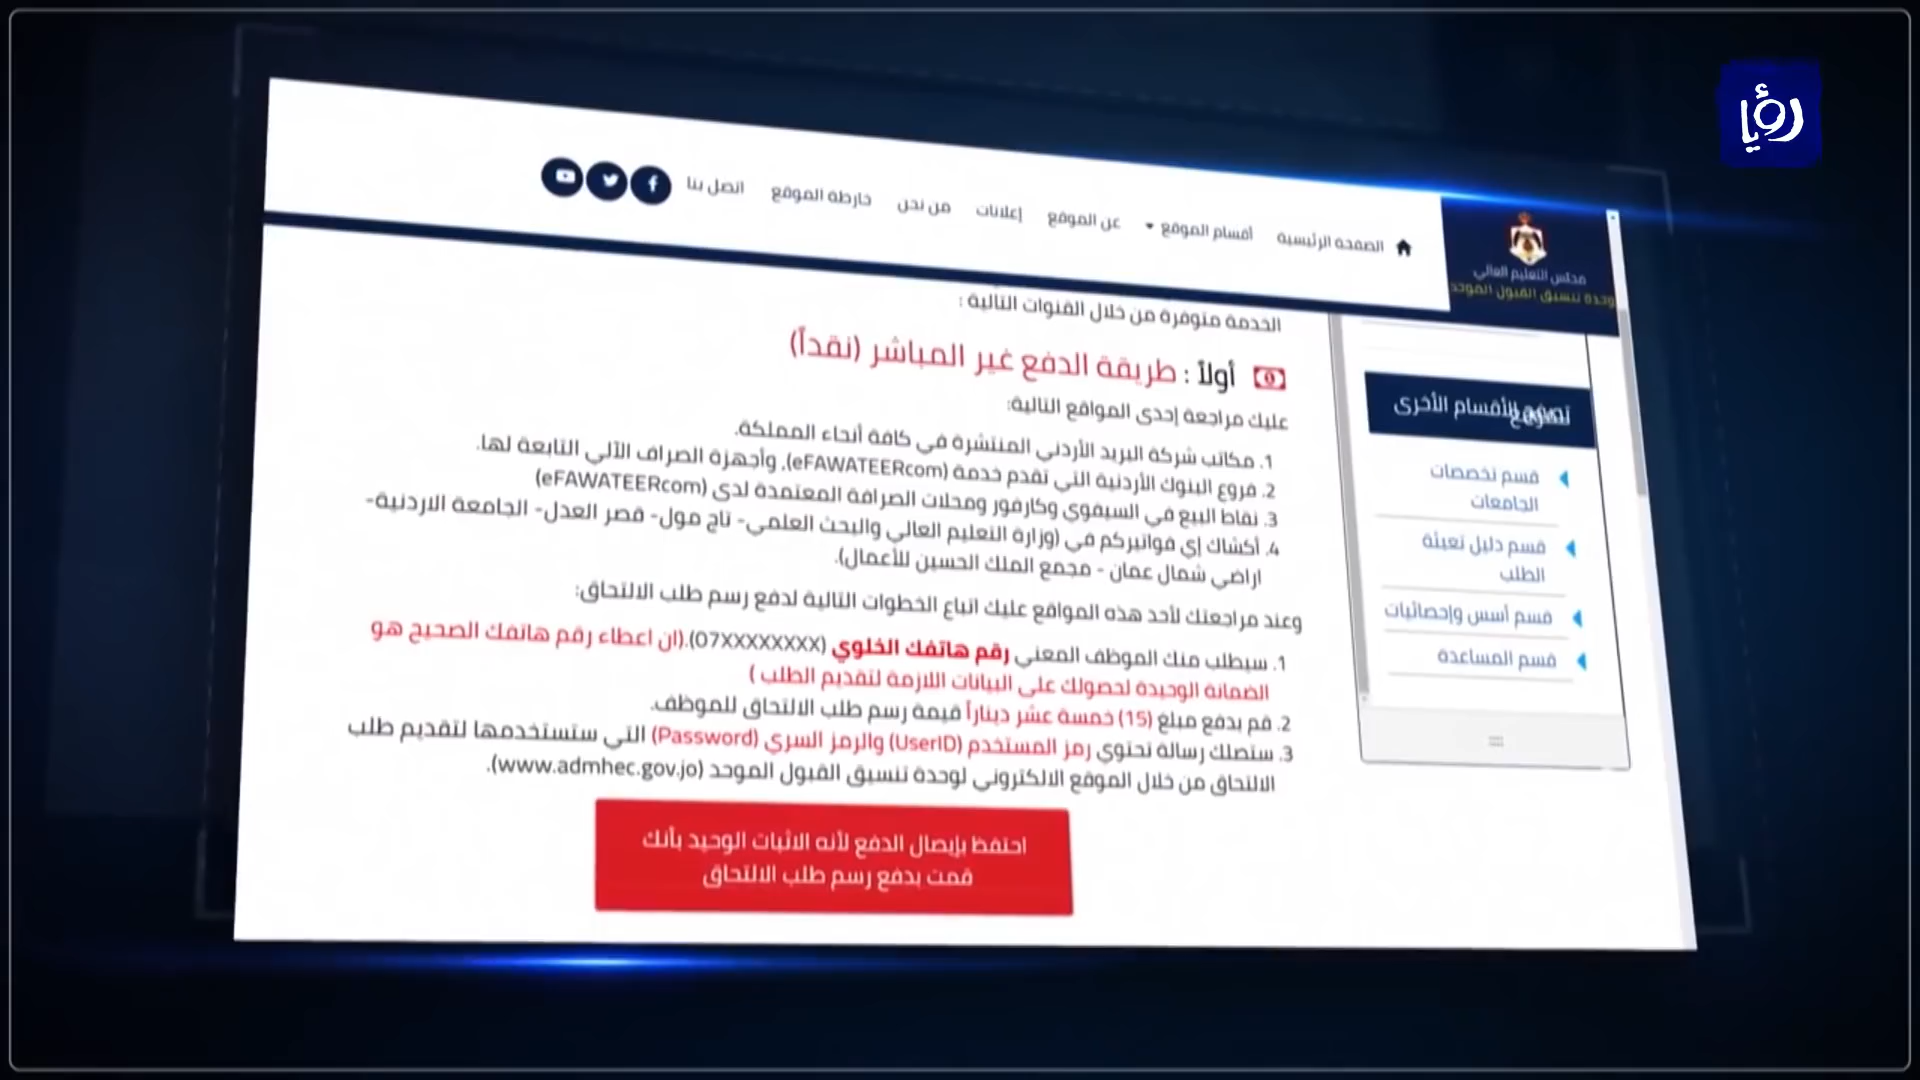 رؤيا
الصفحة الرئيسية أقسام الموقع عن الموقع إعلانات من نحن خارطة الموقع اتصل بنا
مجلس التعليم العالي
وحدة تنسيق القبول الموحد
الخدمة متوفرة من خلال القنوات التالية :
أولاً : طريقة الدفع غير المباشر (نقداً)
عليك مراجعة إحدى المواقع التالية:
1. مكاتب شركة البريد الأردني المنتشرة في كافة أنحاء المملكة.
2. فروع البنوك الأردنية التي تقدم خدمة (eFAWATEERcom)، وأجهزة الصراف الآلي التابعة لها.
3. نقاط البيع في السيفوي وكارفور ومحلات الصرافة المعتمدة لدى (eFAWATEERcom)
4. أكشاك إي فواتيركم في (وزارة التعليم العالي والبحث العلمي- تاج مول- قصر العدل- الجامعة الاردنية-
اراضي شمال عمان - مجمع الملك الحسين للأعمال).
وعند مراجعتك لأحد هذه المواقع عليك اتباع الخطوات التالية لدفع رسم طلب الالتحاق:
1. سيطلب منك الموظف المعني رقم هاتفك الخلوي (07XXXXXXXX).(ان اعطاء رقم هاتفك الصحيح هو
الضمانة الوحيدة لحصولك على البيانات اللازمة لتقديم الطلب )
2. قم بدفع مبلغ (15) خمسة عشر ديناراً قيمة رسم طلب الالتحاق للموظف.
3. ستصلك رسالة تحتوي رمز المستخدم (UserID) والرمز السري (Password) التي ستستخدمها لتقديم طلب
الالتحاق من خلال الموقع الالكتروني لوحدة تنسيق القبول الموحد (www.admhec.gov.jo).
احتفظ بإيصال الدفع لأنه الاثبات الوحيد بأنك
قمت بدفع رسم طلب الالتحاق
الأقسام الأخرى
قسم تخصصات
الجامعات
قسم دليل تعبئة
الطلب
قسم أسس وإحصائيات
قسم المساعدة